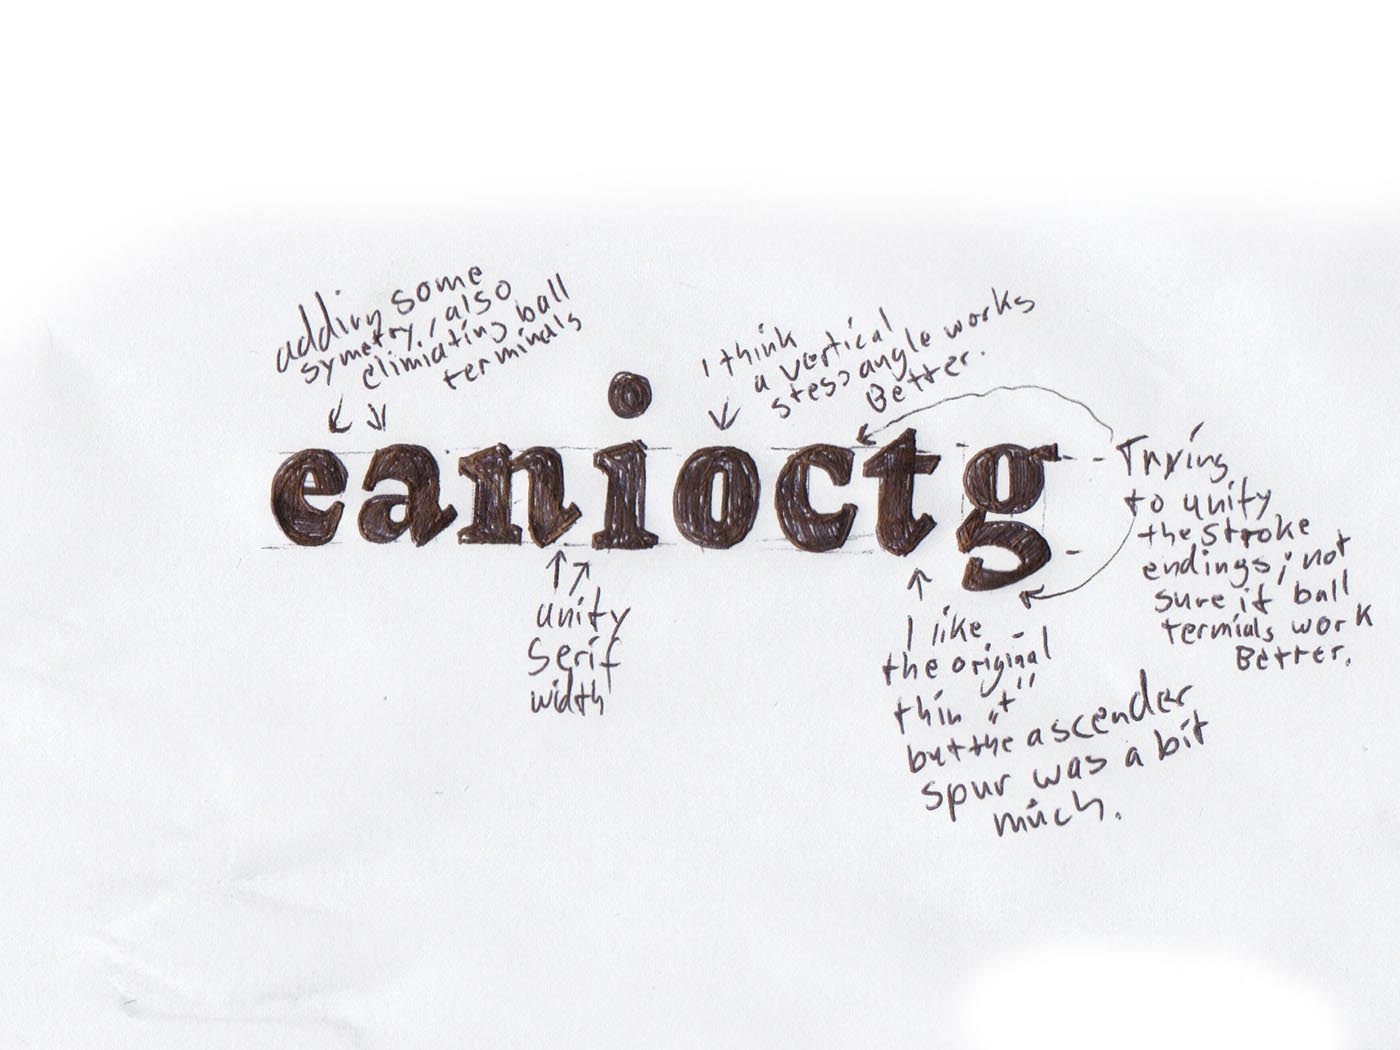 adding some
symetry, also
elimiating ball
terminals
I think
a vertical
stess angle works
Better.
eanioctg
Trying
to unify
the stroke
endings; not
sure if ball
termials work
Better.
unify
serif
width
I like
the original
thin "t"
but the ascender
spur was a bit
much.